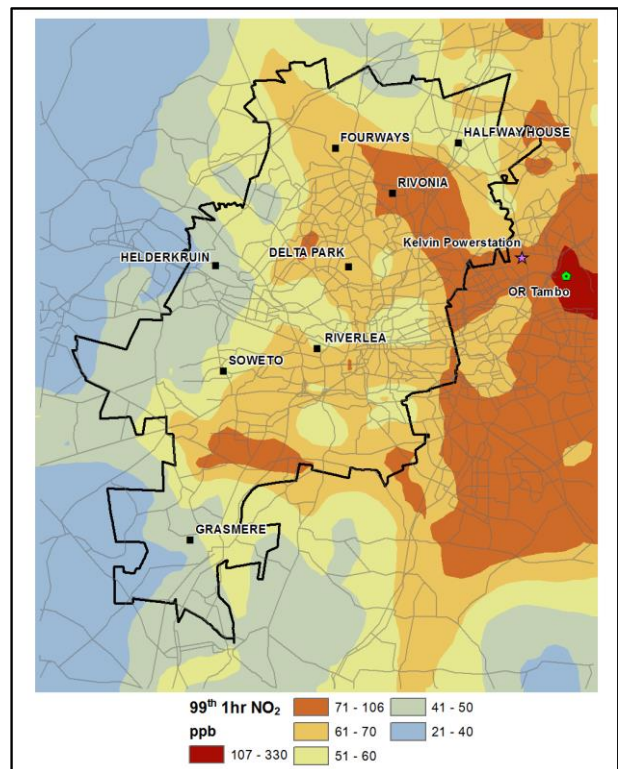 FOURWAYS
HALFWAY HOUSE
RIVONIA
Kelvin Powerstation
HELDERKRUIN
DELTA PARK
OR Tambo
RIVERLEA
SOWETO
GRASMERE
99th 1hr NO2
ppb
107 - 330
71 - 106
61 - 70
51 - 60
41 - 50
21 - 40